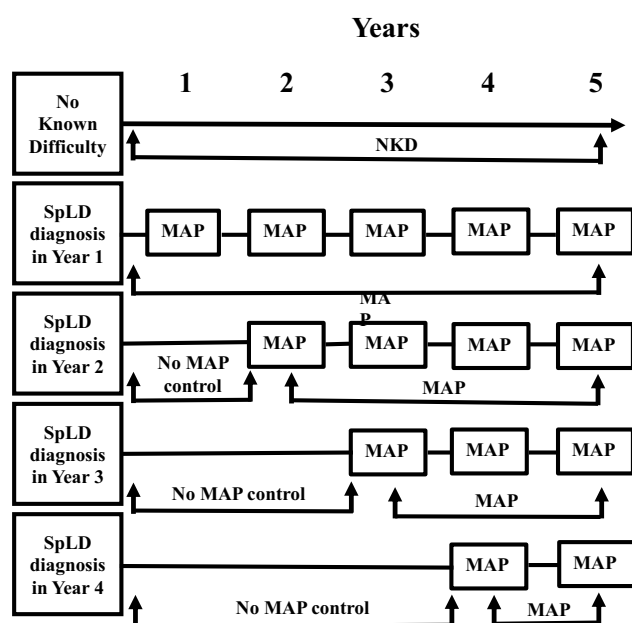 Years
1 2 3 4 5
No
Known
Difficulty
NKD
SpLD
diagnosis
in Year 1
MAP MAP MAP MAP MAP
MA
P
SpLD
diagnosis
in Year 2
MAP MAP MAP MAP
No MAP
control
MAP
SpLD
diagnosis
in Year 3
MAP MAP MAP
No MAP control
MAP
SpLD
diagnosis
in Year 4
MAP MAP
No MAP control
MAP